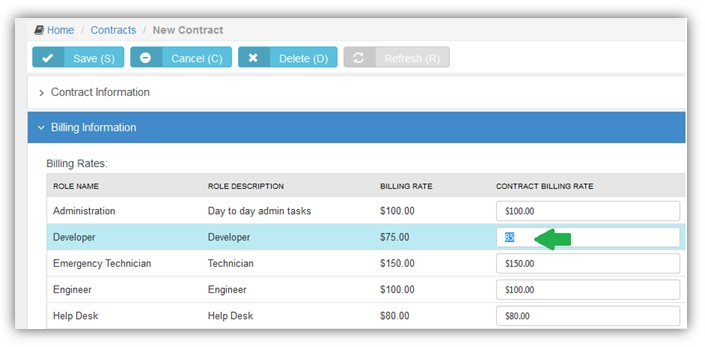 Home / Contracts / New Contract
Save (S) Cancel (C) Delete (D) Refresh (R)
Contract Information
Billing Information
Billing Rates:
ROLE NAME ROLE DESCRIPTION BILLING RATE CONTRACT BILLING RATE
Administration Day to day admin tasks $100.00 $100.00
Developer Developer $75.00 85
Emergency Technician Technician $150.00 $150.00
Engineer Engineer $100.00 $100.00
Help Desk Help Desk $80.00 $80.00